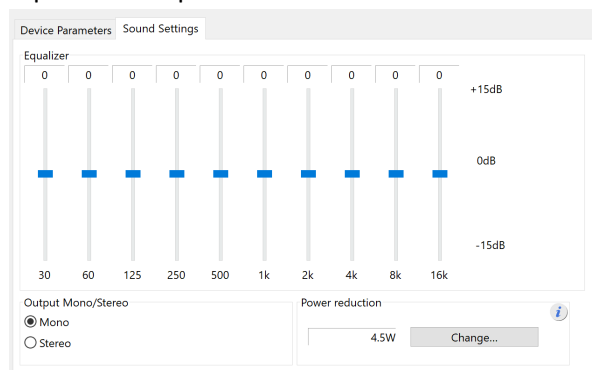 Device Parameters Sound Settings
Equalizer
0 0 0 0 0 0 0 0 0 0
+15dB
0dB
-15dB
30 60 125 250 500 1k 2k 4k 8k 16k
Output Mono/Stereo
Mono
Stereo
Power reduction
i
4.5W Change...